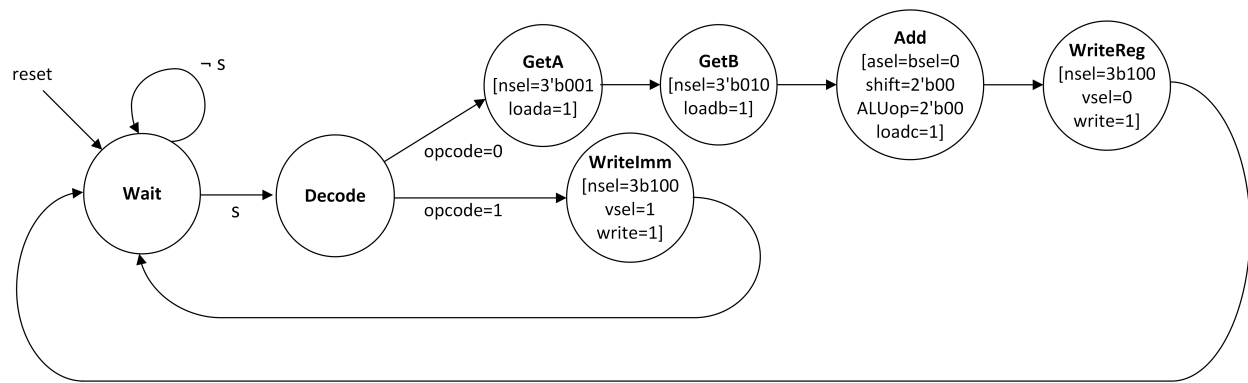 reset
¬ s
Wait
s
Decode
opcode=0
opcode=1
GetA
[nsel=3'b001
loada=1]
GetB
[nsel=3'b010
loadb=1]
Add
[asel=bsel=0
shift=2'b00
ALUop=2'b00
loadc=1]
WriteReg
[nsel=3b100
vsel=0
write=1]
WriteImm
[nsel=3b100
vsel=1
write=1]